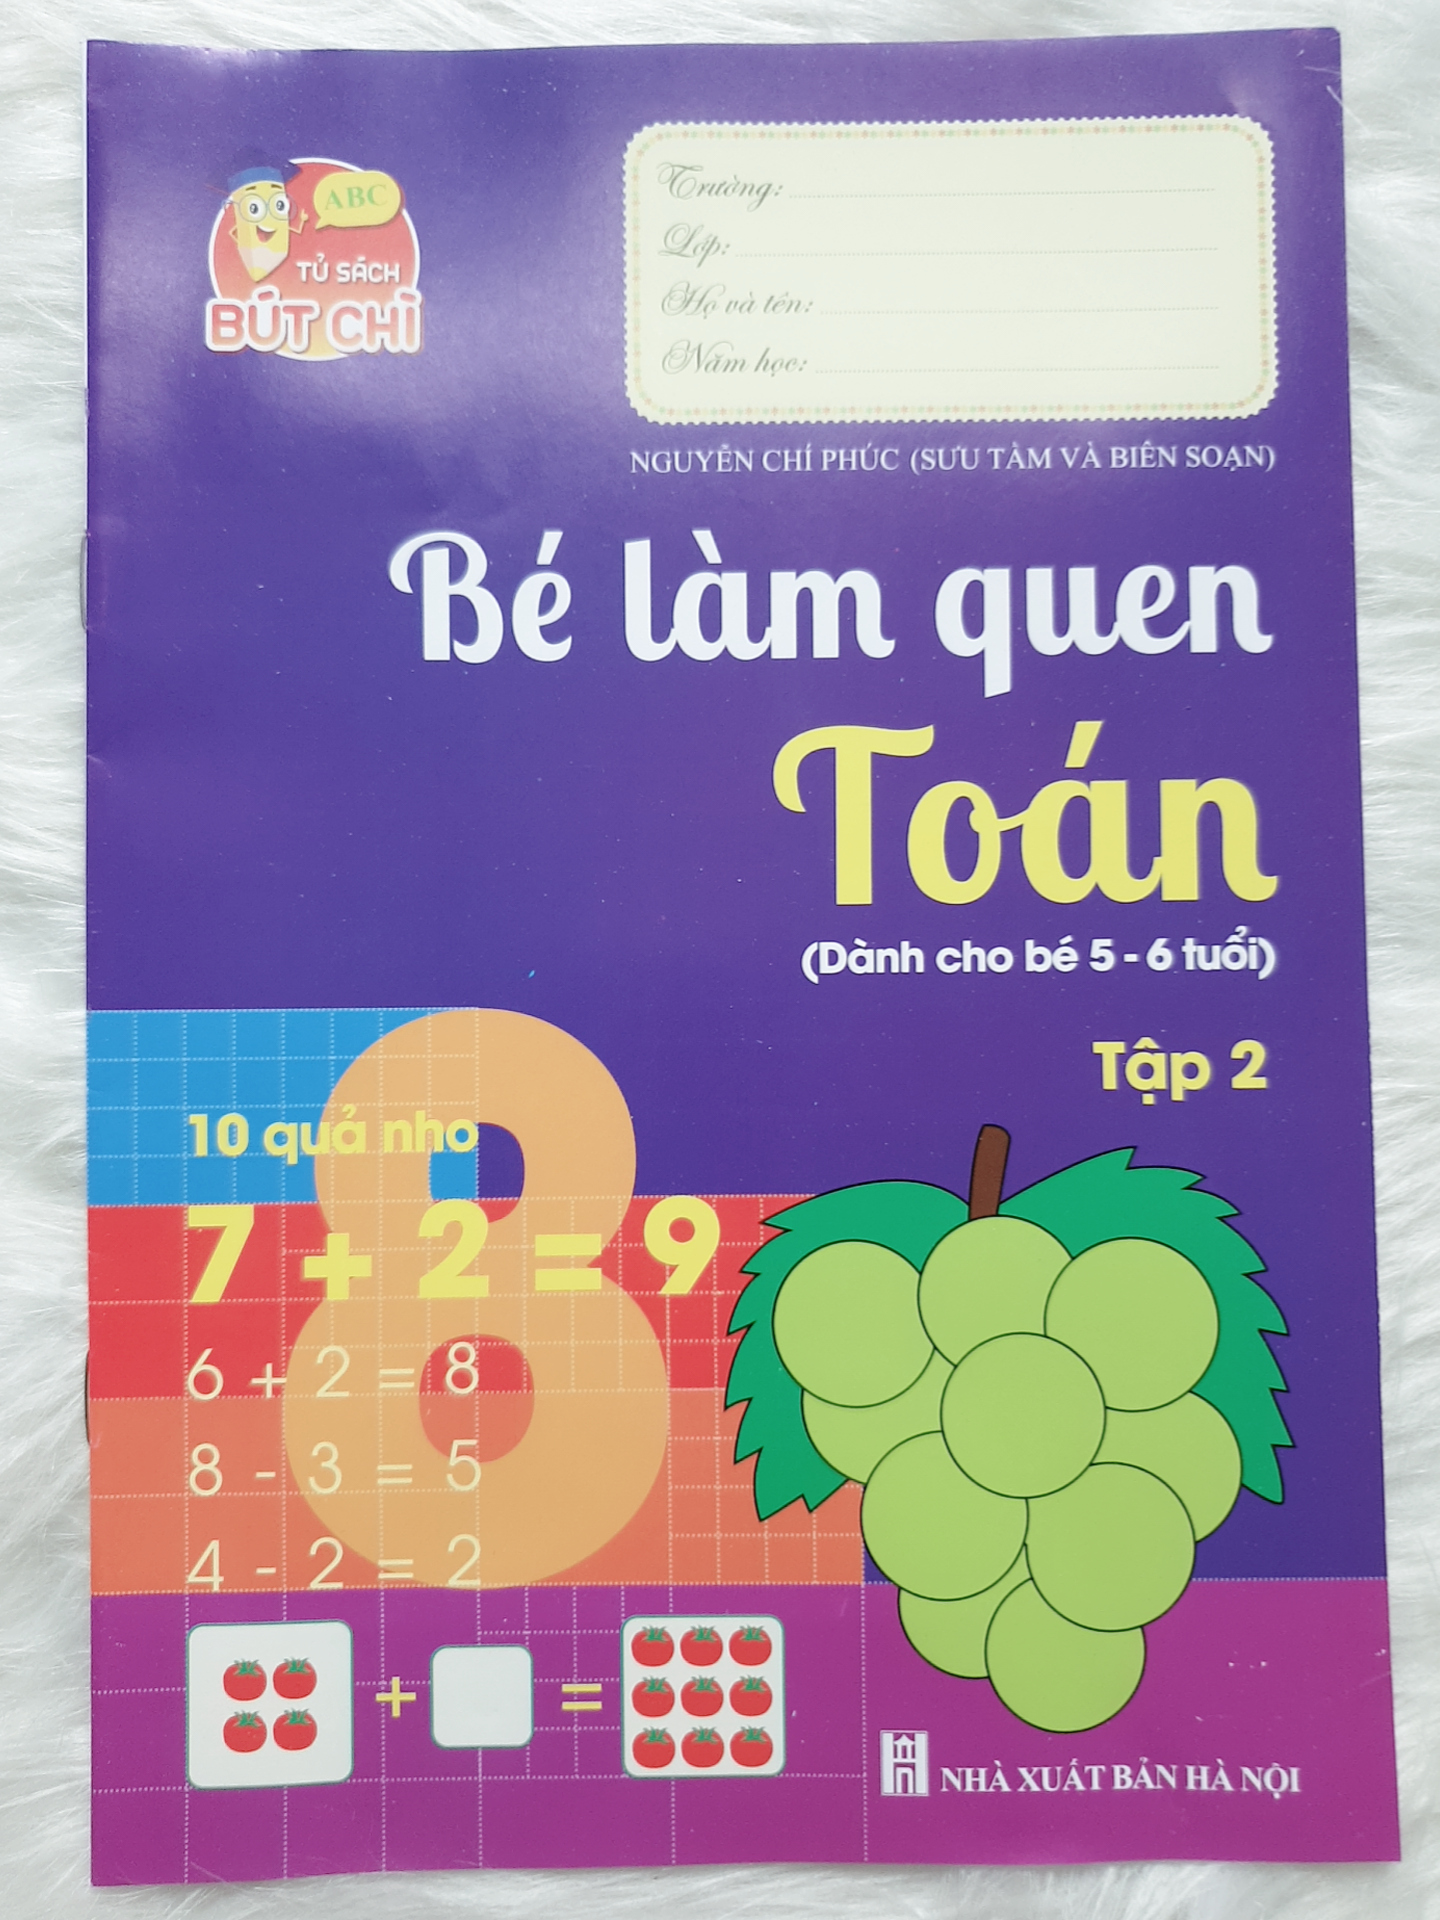 ABC
TỦ SÁCH
BÚT CHÌ
Trường:
Lớp:
Họ và tên:
Năm học:
NGUYỄN CHÍ PHÚC (SƯU TẦM VÀ BIÊN SOẠN)
Bé làm quen
Toán
(Dành cho bé 5 - 6 tuổi)
Tập 2
8
10 quả nho
7 + 2 = 9
6 + 2 = 8
8 - 3 = 5
4 - 2 = 2
+ =
NHÀ XUẤT BẢN HÀ NỘI